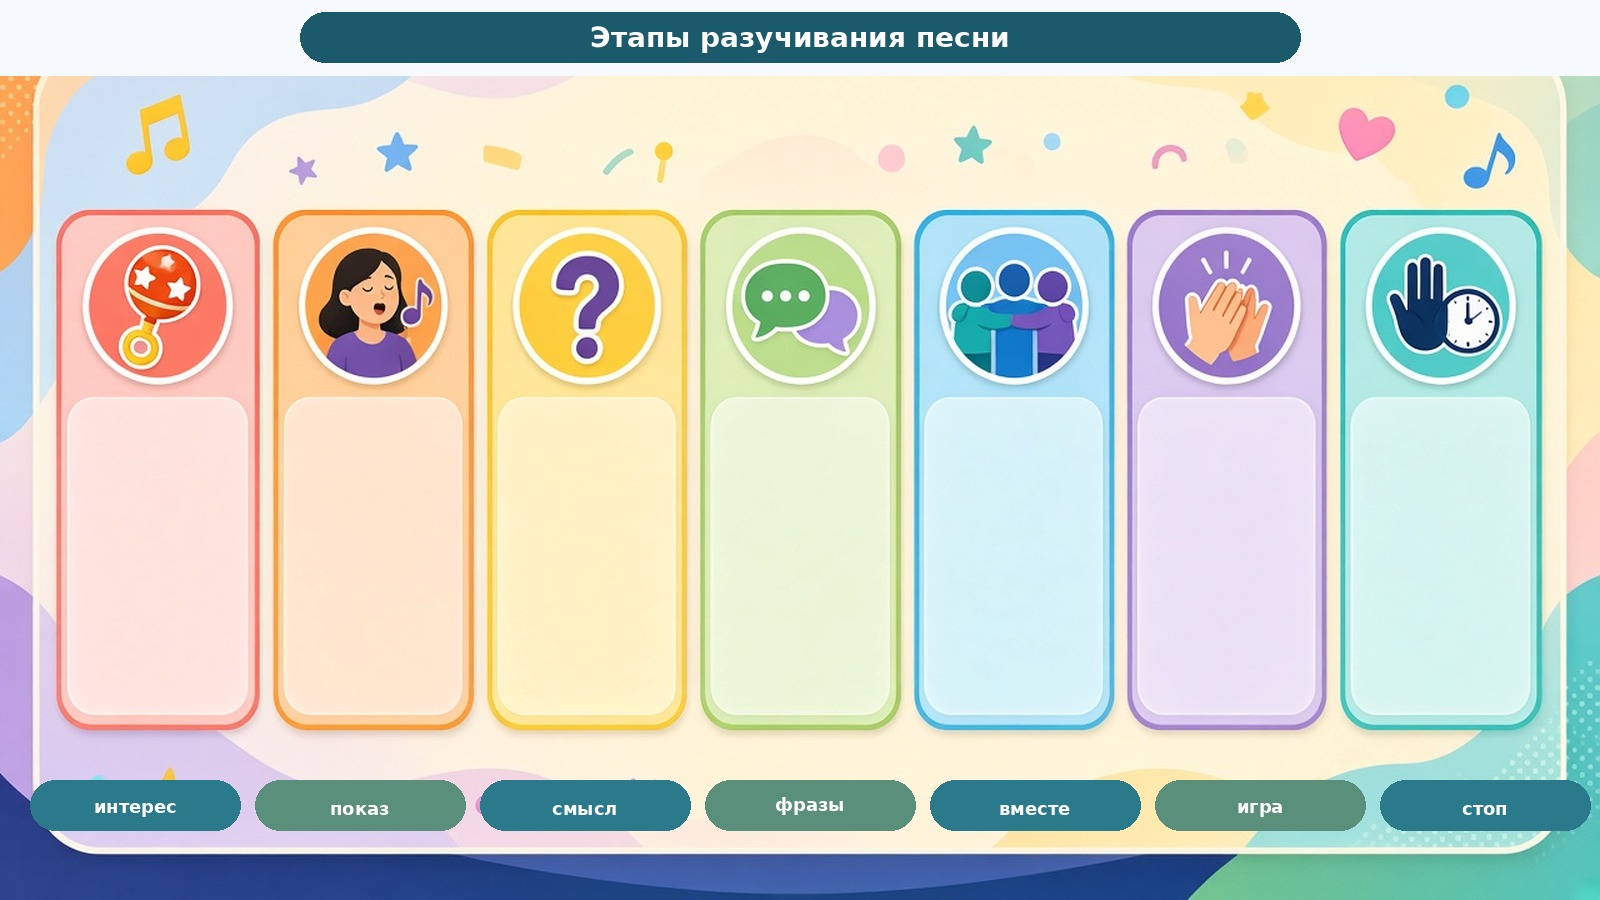 Этапы разучивания песни
интерес
показ
смысл
фразы
вместе
игра
стоп